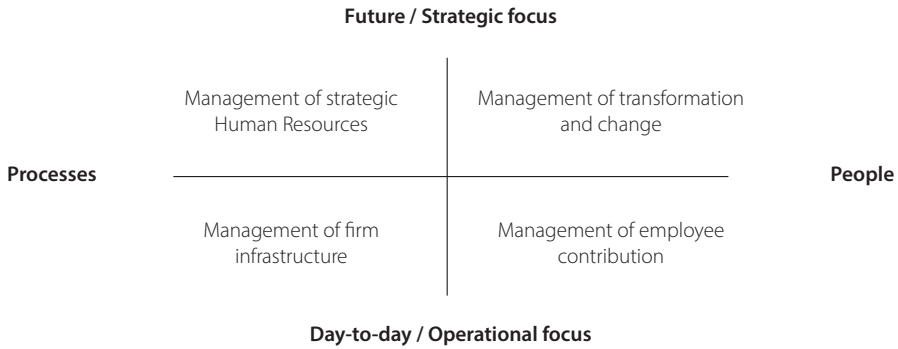 Future / Strategic focus
Management of strategic
Human Resources
Management of transformation
and change
Processes
People
Management of firm
infrastructure
Management of employee
contribution
Day-to-day / Operational focus